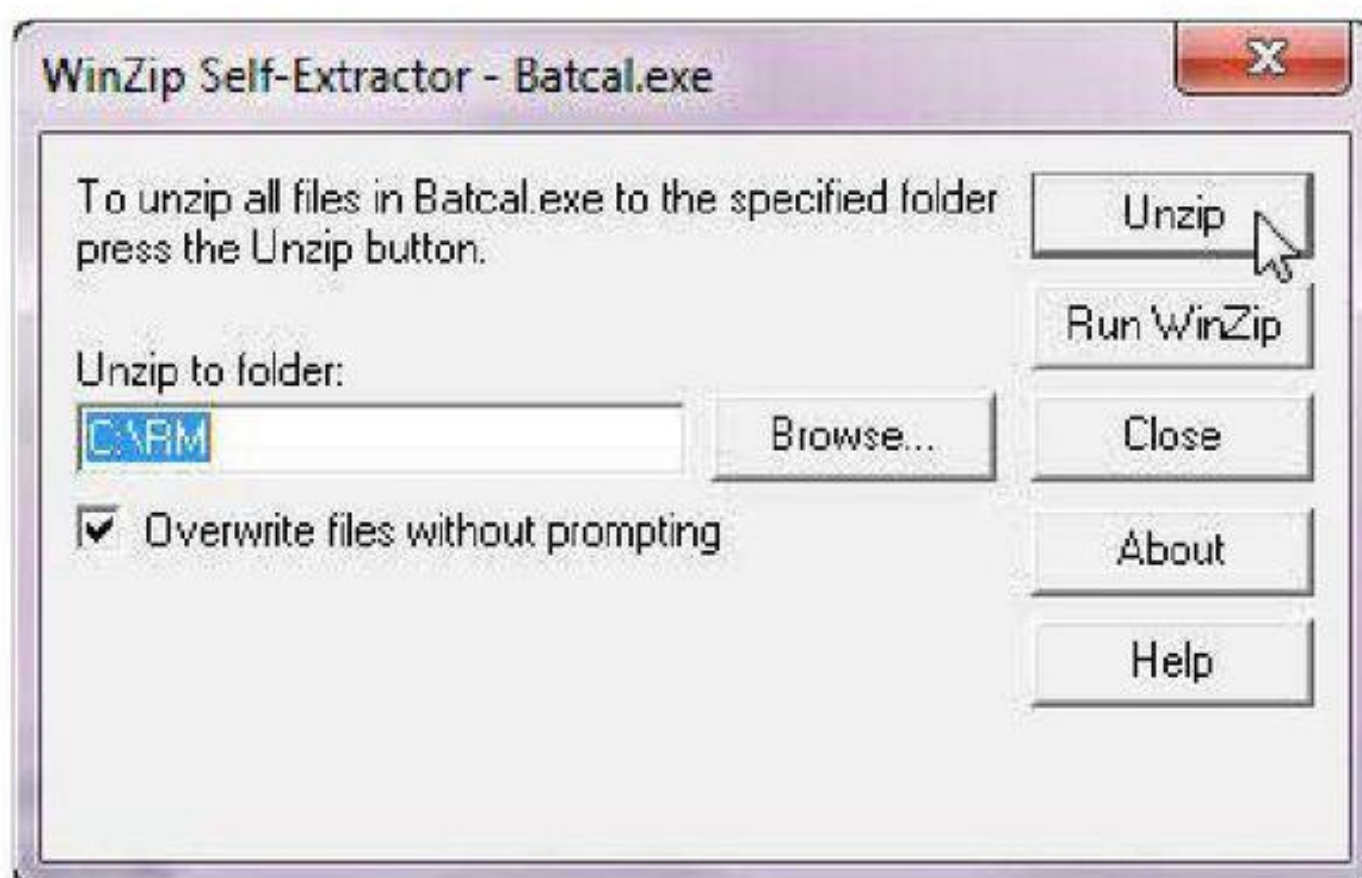 WinZip Self-Extractor - Batcal.exe
To unzip all files in Batcal.exe to the specified folder
press the Unzip button.
Unzip
Run WinZip
Unzip to folder:
C:\RM
Browse...
Close
Overwrite files without prompting
About
Help